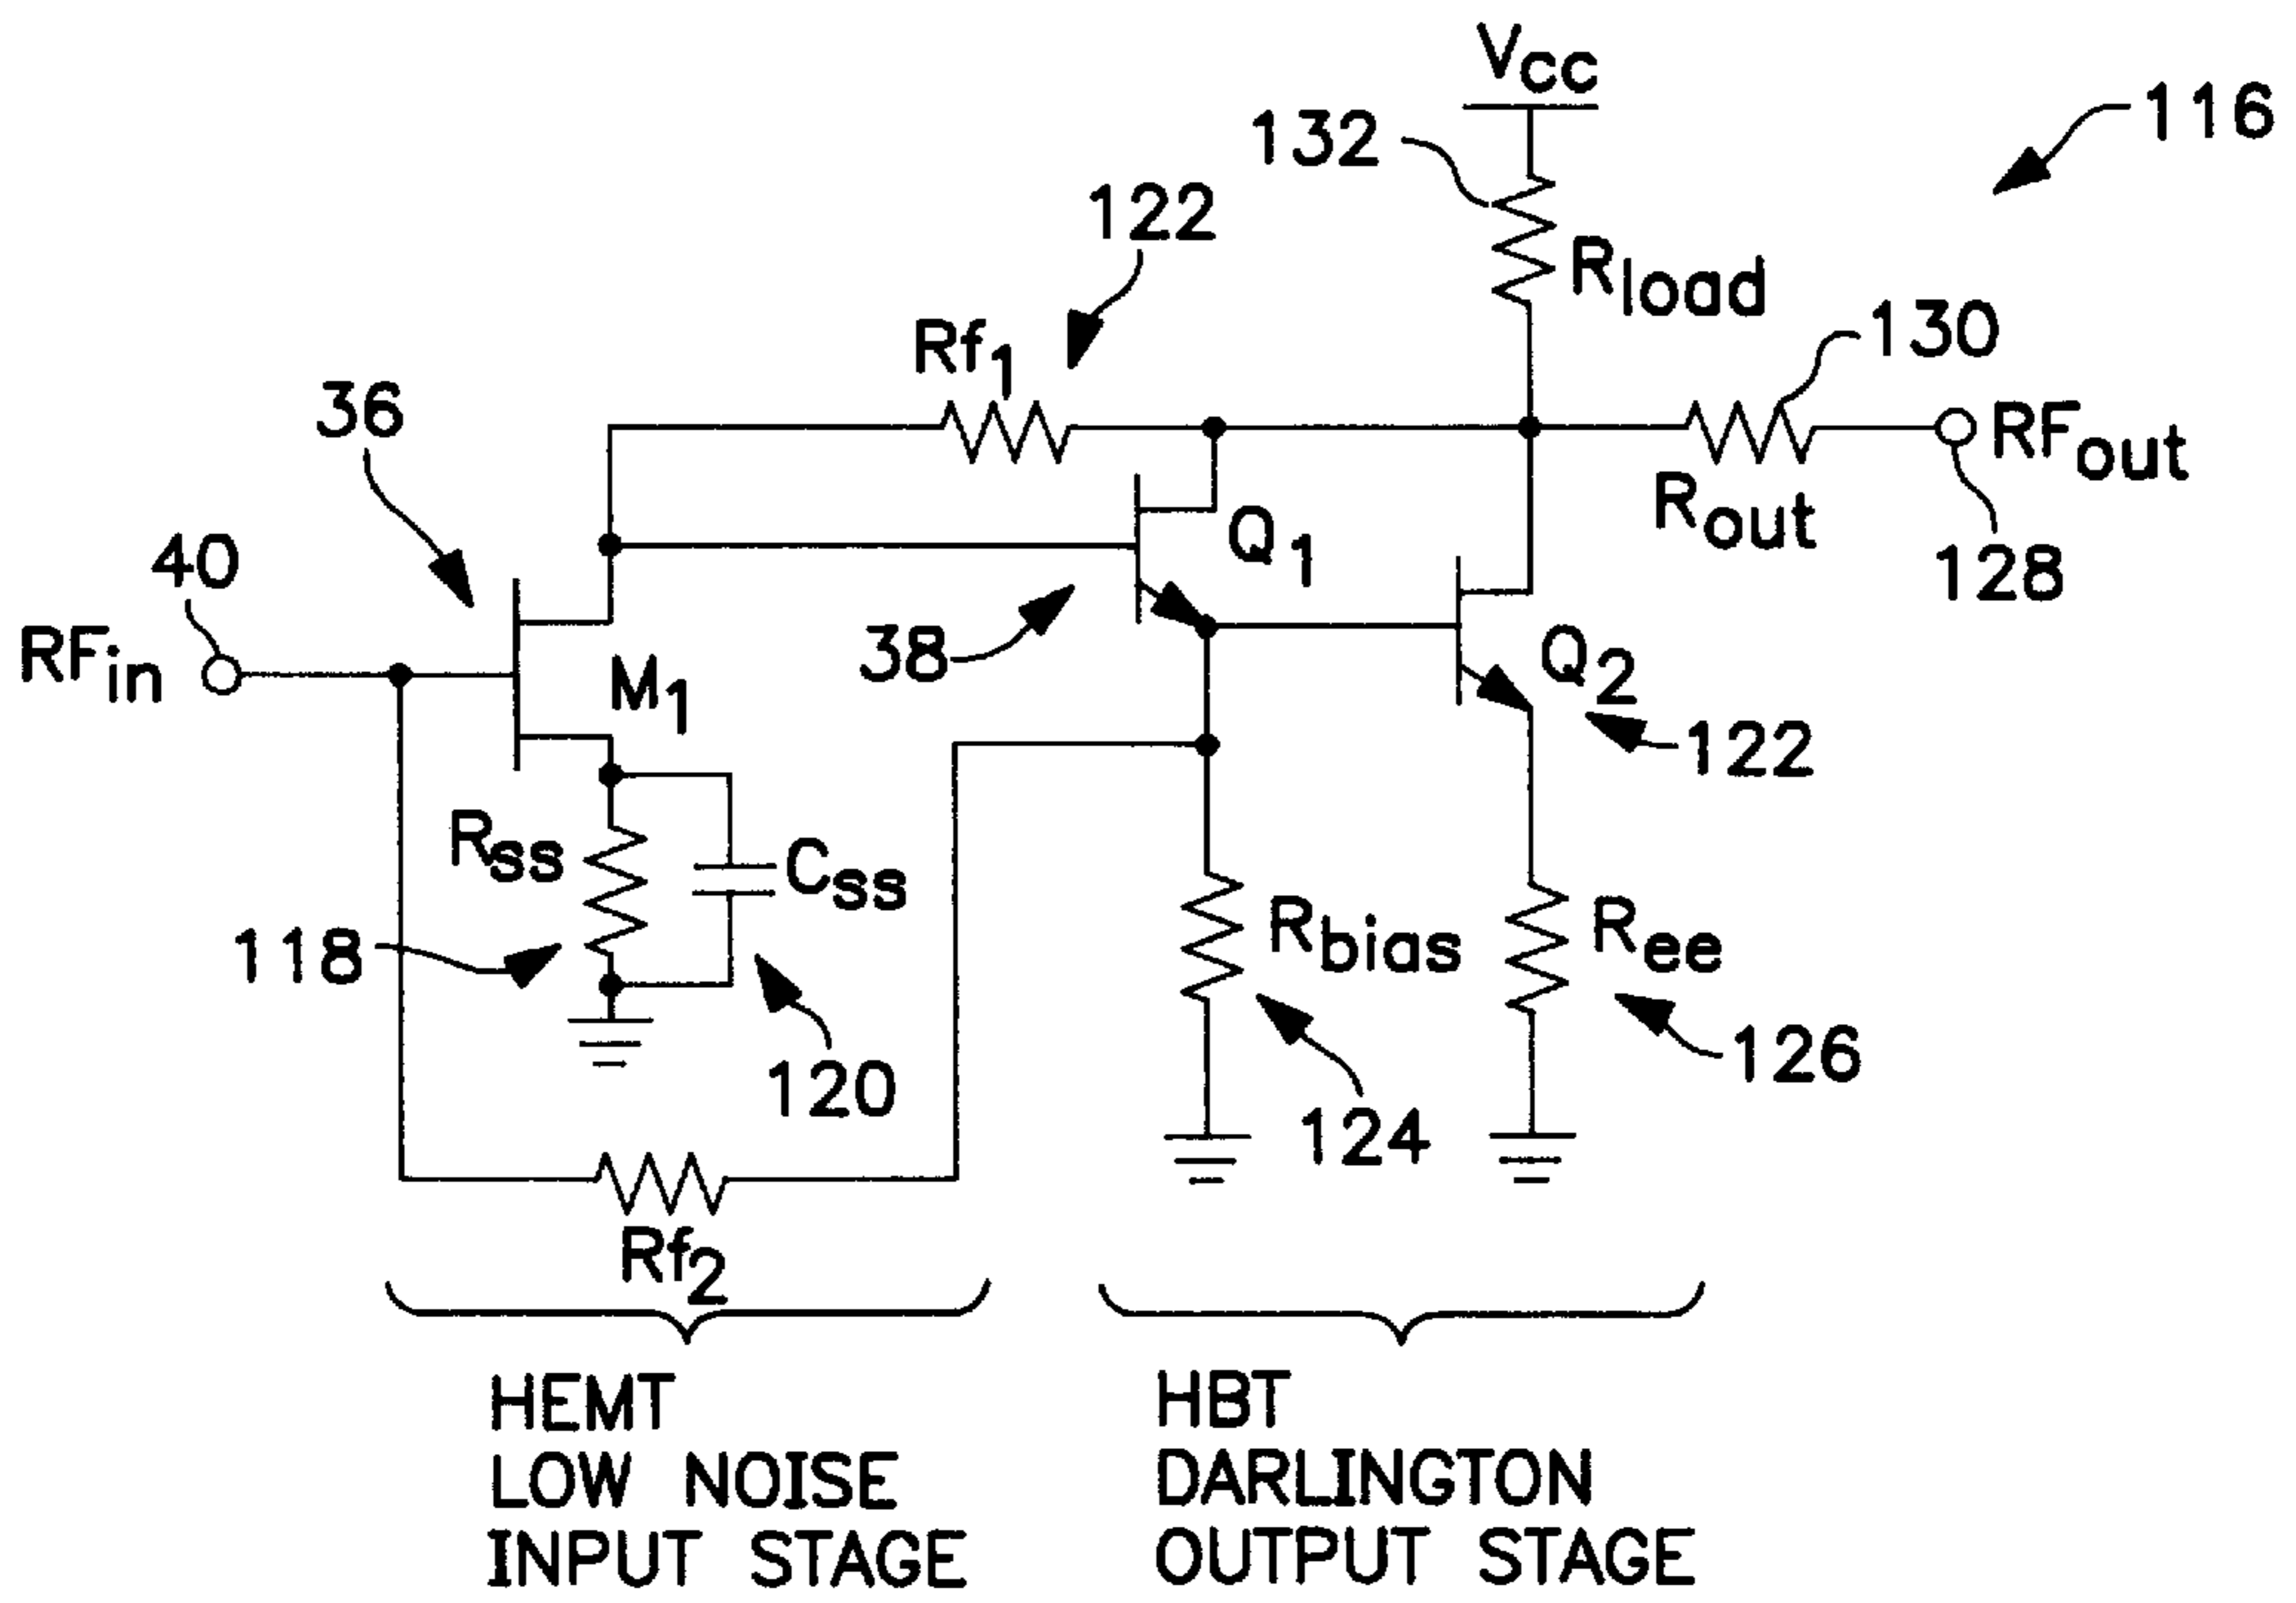 Vcc
116
132
122
Rload
130
Rf1
36
RFout
Rout
Q1
128
40
RFin
38
M1
Q2
122
Rss
Css
118
Rbias
Ree
120
126
124
Rf2
HEMT
LOW NOISE
INPUT STAGE
HBT
DARLINGTON
OUTPUT STAGE